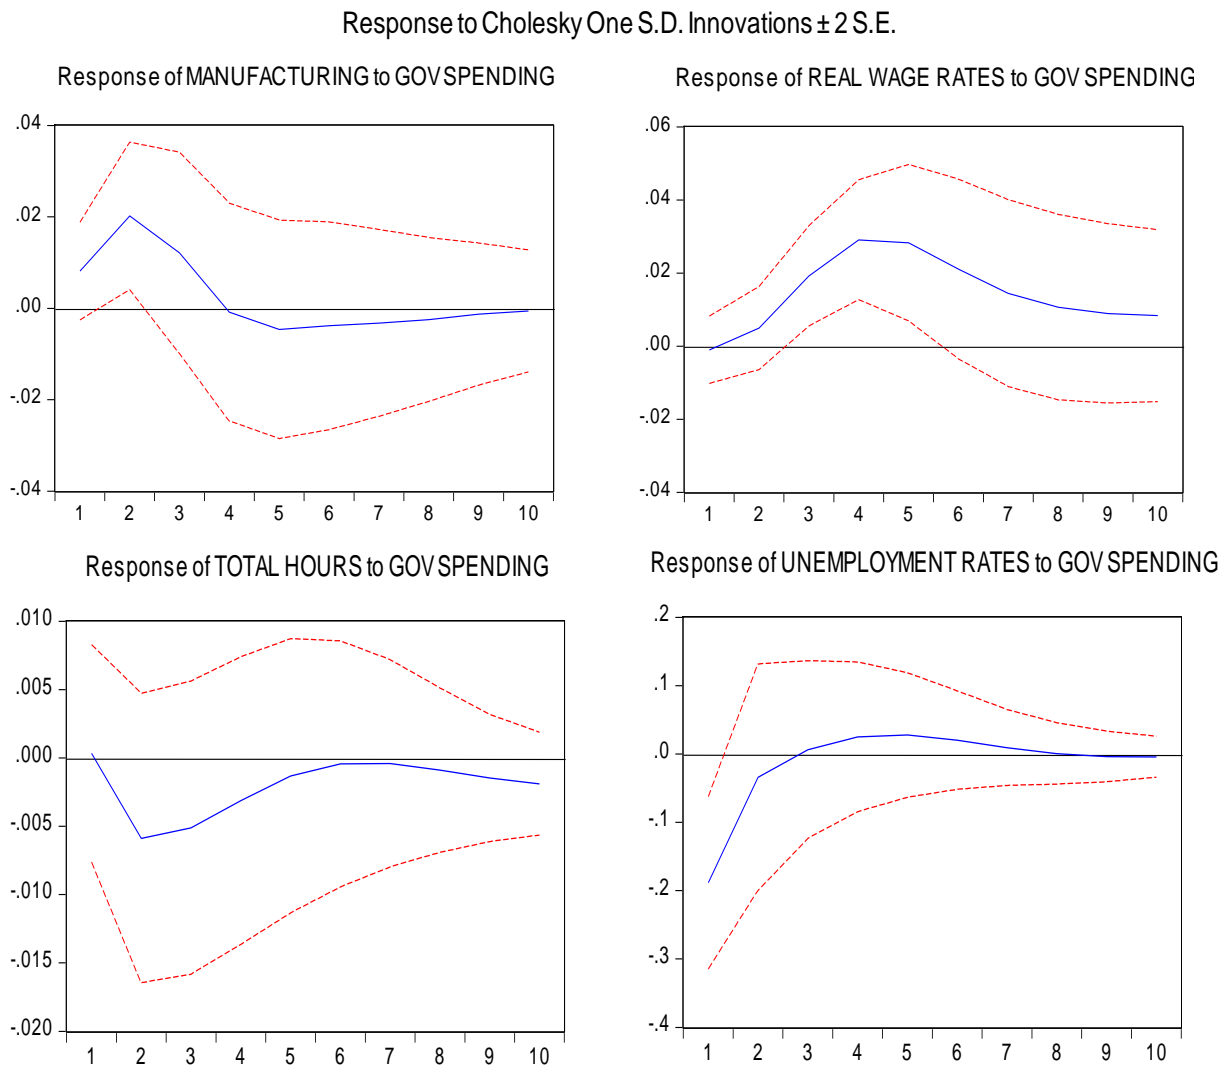 Response to Cholesky One S.D. Innovations ± 2 S.E.
Response of MANUFACTURING to GOV SPENDING
.04
.02
.00
-.02
-.04
1 2 3 4 5 6 7 8 9 10
Response of REAL WAGE RATES to GOV SPENDING
.06
.04
.02
.00
-.02
-.04
1 2 3 4 5 6 7 8 9 10
Response of TOTAL HOURS to GOV SPENDING
.010
.005
.000
-.005
-.010
-.015
-.020
1 2 3 4 5 6 7 8 9 10
Response of UNEMPLOYMENT RATES to GOV SPENDING
.2
.1
.0
-.1
-.2
-.3
-.4
1 2 3 4 5 6 7 8 9 10